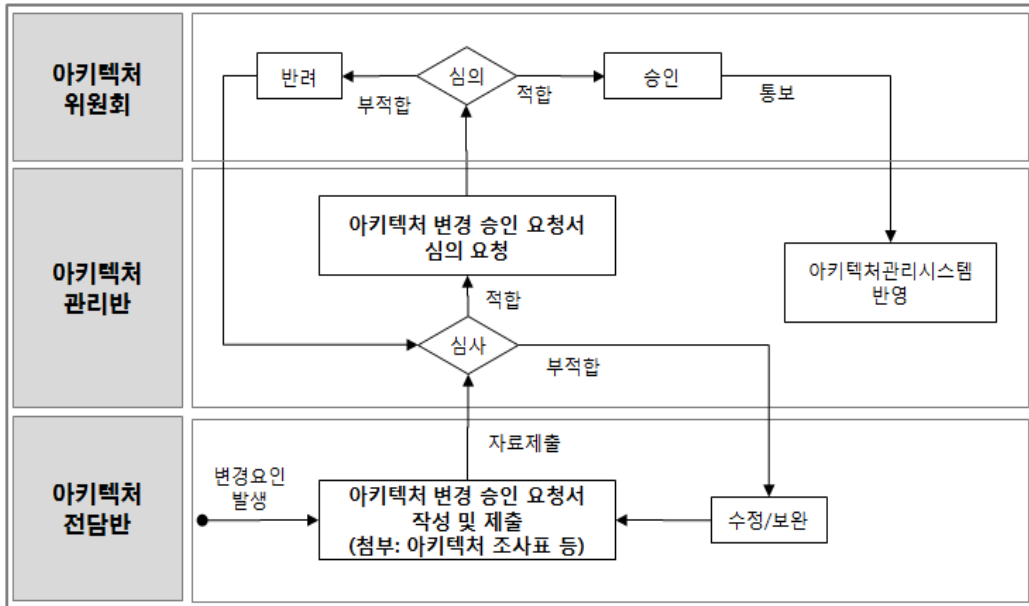 아키텍처
위원회
반려
심의
승인
부적합
적합
통보
아키텍처
관리반
아키텍처 변경 승인 요청서
심의 요청
아키텍처관리시스템
반영
적합
심사
부적합
아키텍처
전담반
자료제출
변경요인
발생
아키텍처 변경 승인 요청서
작성 및 제출
(첨부: 아키텍처 조사표 등)
수정/보완